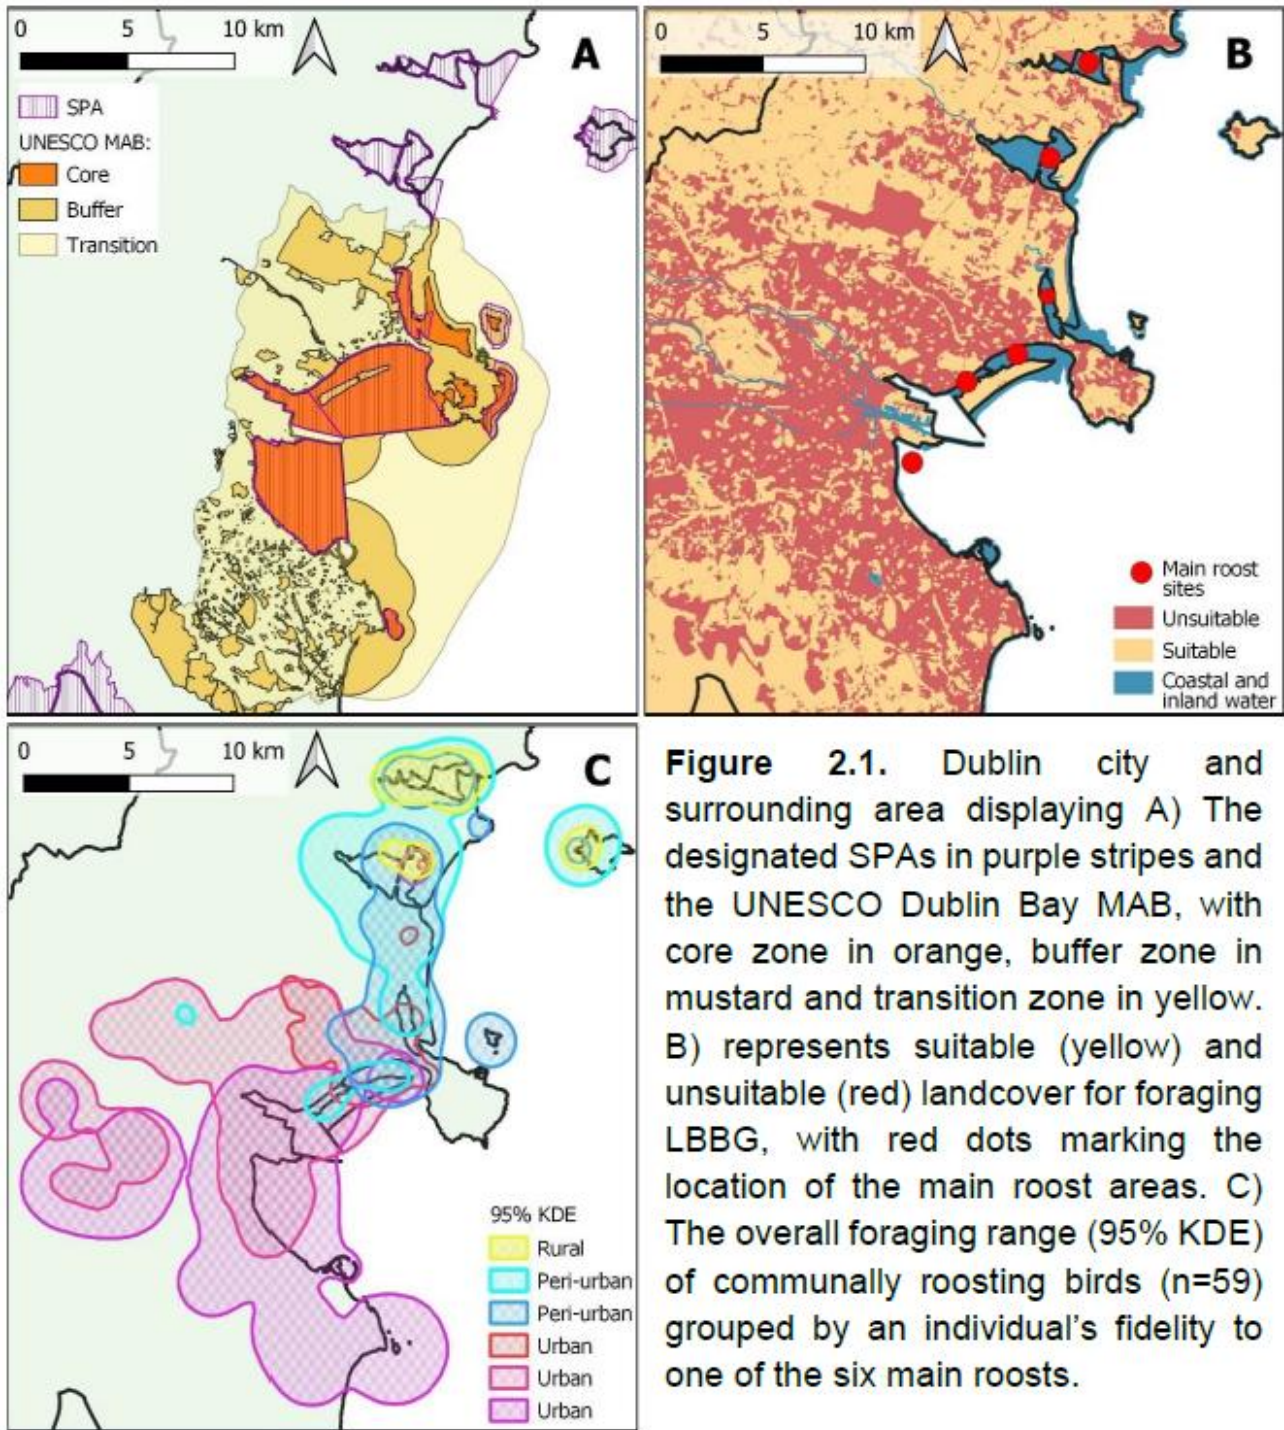 0 5 10 km
A
SPA
UNESCO MAB:
Core
Buffer
Transition
0 5 10 km
B
Main roost
sites
Unsuitable
Suitable
Coastal and
inland water
0 5 10 km
C
95% KDE
Rural
Peri-urban
Peri-urban
Urban
Urban
Urban
Figure 2.1. Dublin city and
surrounding area displaying A) The
designated SPAs in purple stripes and
the UNESCO Dublin Bay MAB, with
core zone in orange, buffer zone in
mustard and transition zone in yellow.
B) represents suitable (yellow) and
unsuitable (red) landcover for foraging
LBBG, with red dots marking the
location of the main roost areas. C)
The overall foraging range (95% KDE)
of communally roosting birds (n=59)
grouped by an individual's fidelity to
one of the six main roosts.